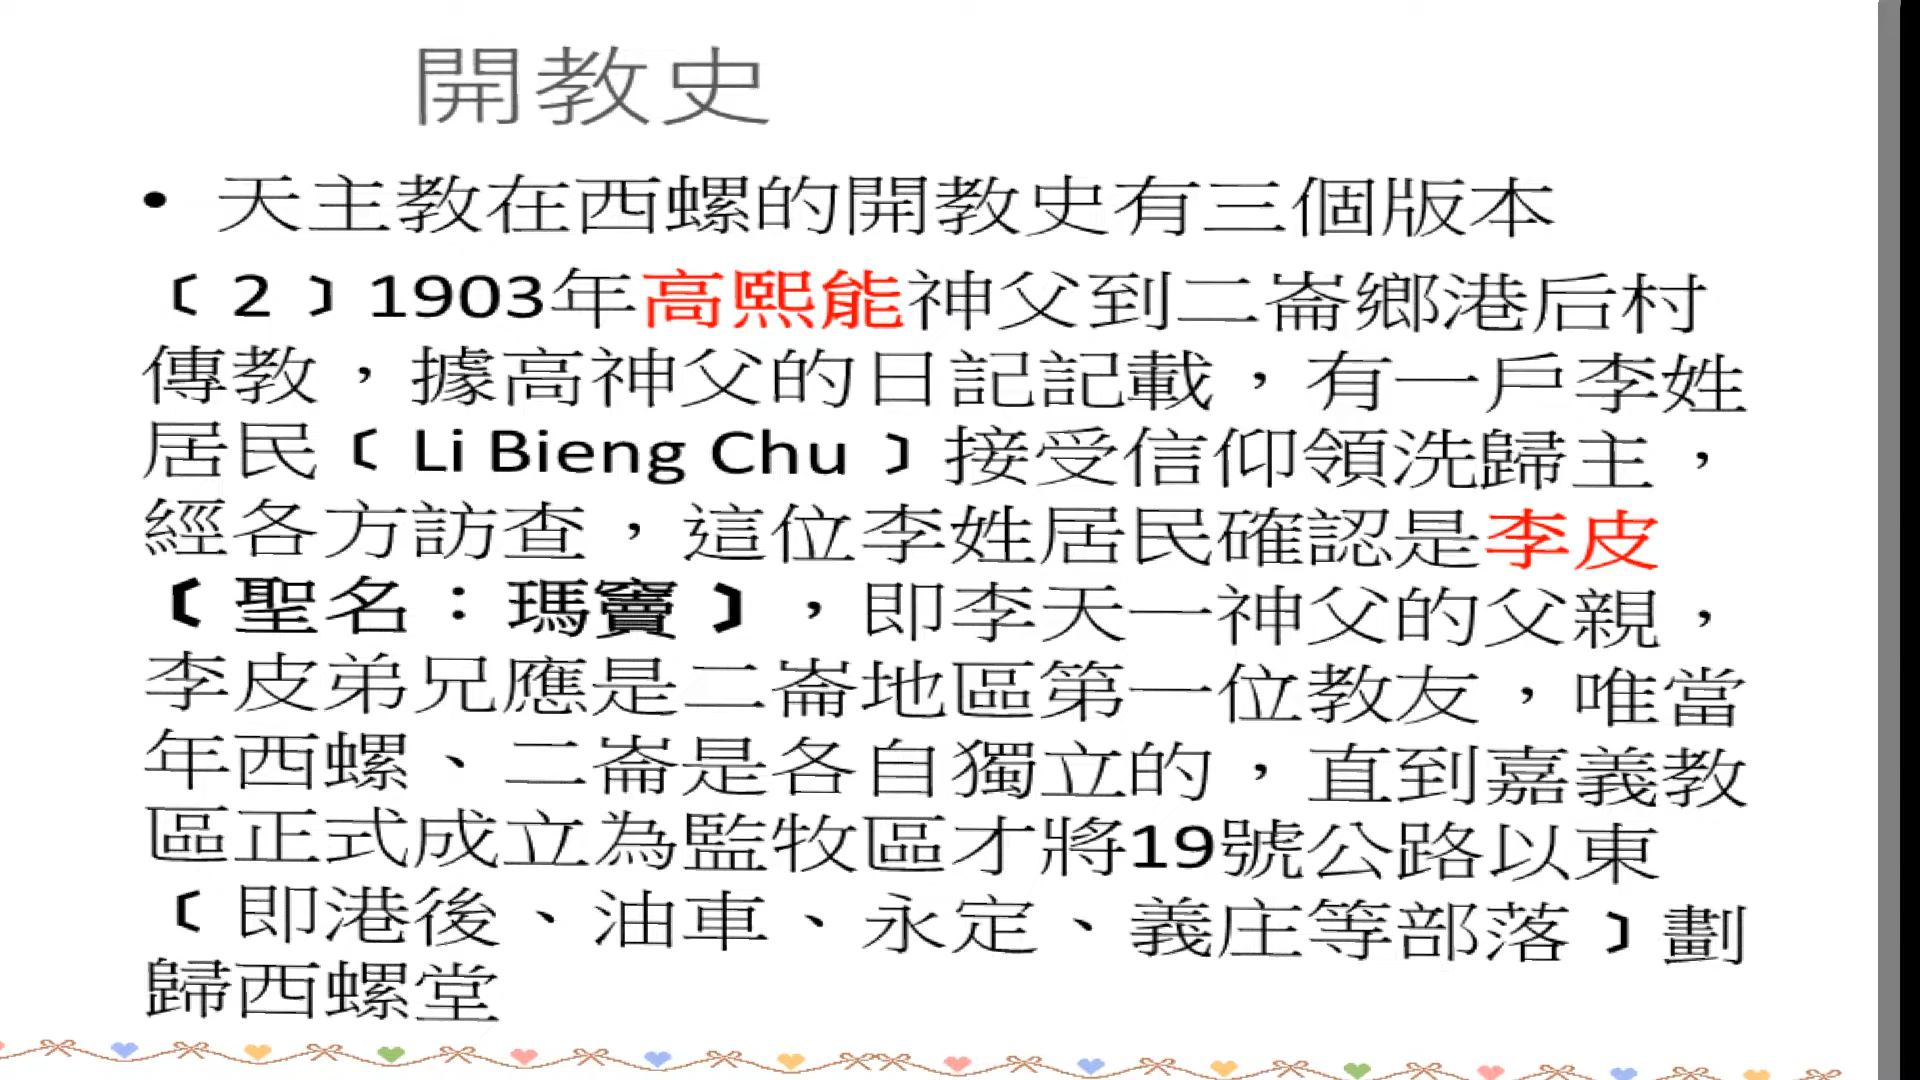 開教史
• 天主教在西螺的開教史有三個版本
﹝2﹞1903年高熙能神父到二崙鄉港后村
傳教，據高神父的日記記載，有一戶李姓
居民﹝Li Bieng Chu﹞接受信仰領洗歸主，
經各方訪查，這位李姓居民確認是李皮
﹝聖名：瑪竇﹞，即李天一神父的父親，
李皮弟兄應是二崙地區第一位教友，唯當
年西螺、二崙是各自獨立的，直到嘉義教
區正式成立為監牧區才將19號公路以東
﹝即港後、油車、永定、義庄等部落﹞劃
歸西螺堂